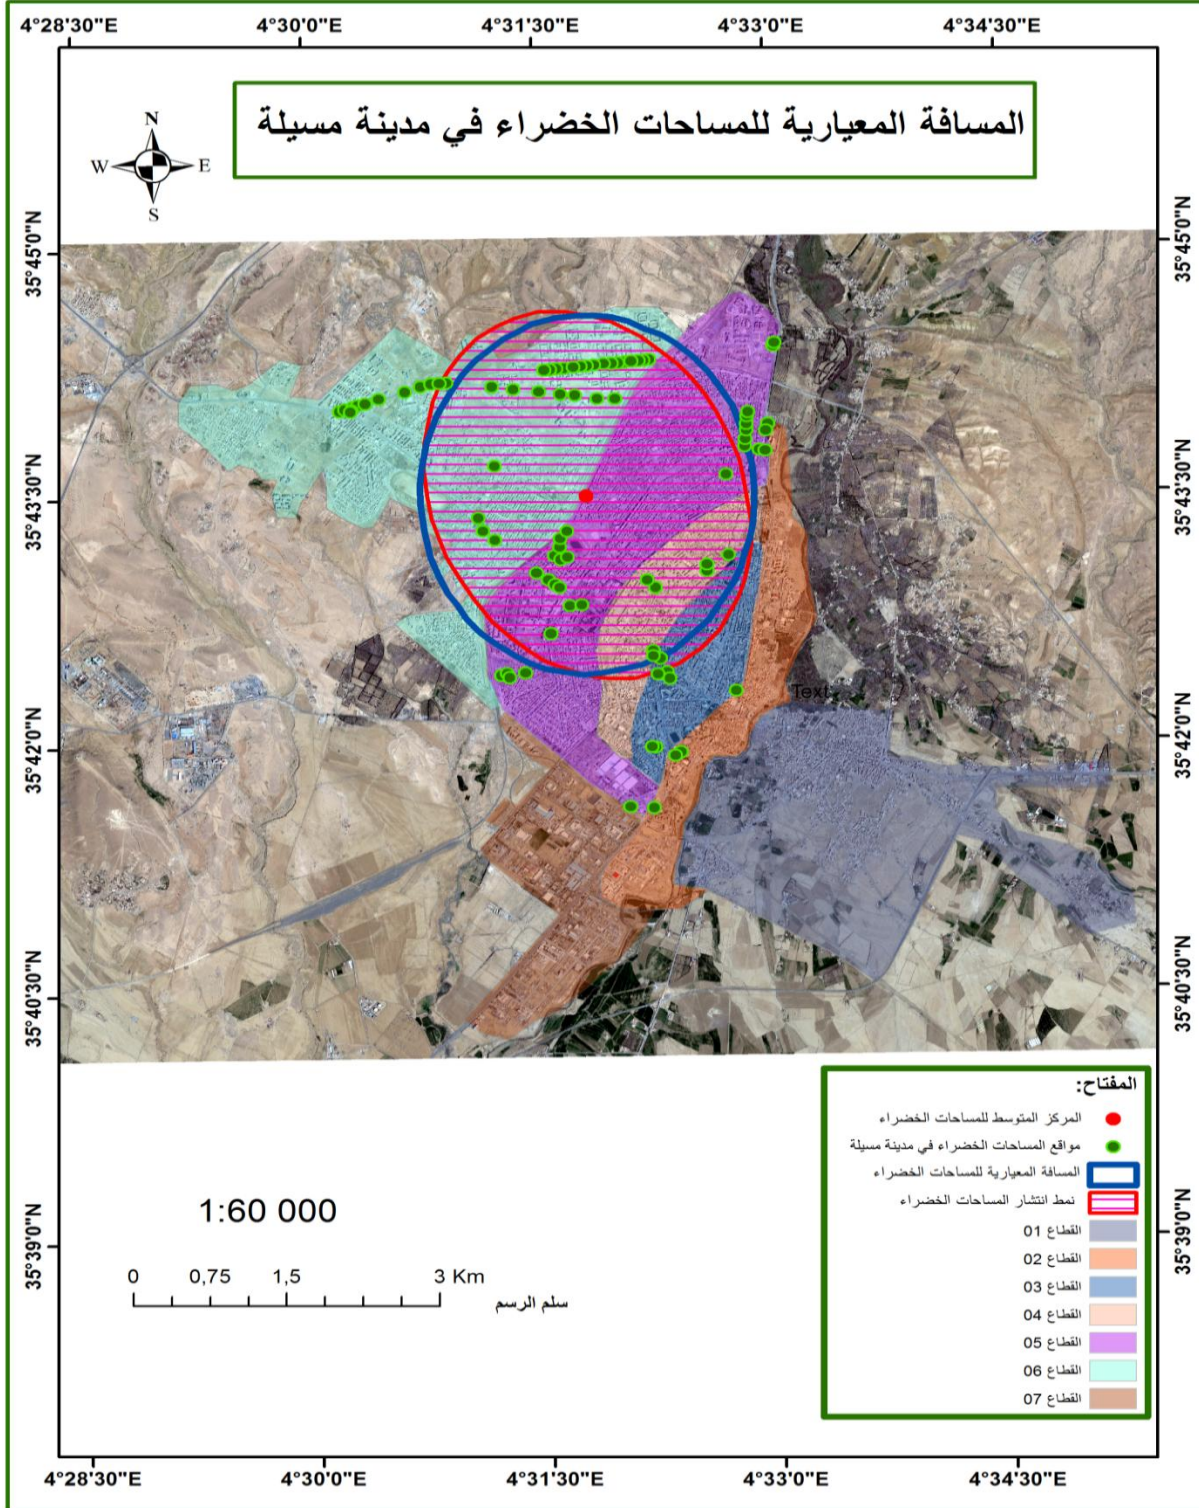 4°28'30"E 4°30'0"E 4°31'30"E 4°33'0"E 4°34'30"E
المسافة المعيارية للمساحات الخضراء في مدينة مسيلة
N
W E
S
35°45'0"N 35°45'0"N
35°43'30"N 35°43'30"N
Text
35°42'0"N 35°42'0"N
35°40'30"N 35°40'30"N
المفتاح:
المركز المتوسط للمساحات الخضراء
مواقع المساحات الخضراء في مدينة مسيلة
المسافة المعيارية للمساحات الخضراء
نمط انتشار المساحات الخضراء
القطاع 01
القطاع 02
القطاع 03
القطاع 04
القطاع 05
القطاع 06
القطاع 07
1:60 000
35°39'0"N 35°39'0"N
0 0,75 1,5 3 Km
سلم الرسم
4°28'30"E 4°30'0"E 4°31'30"E 4°33'0"E 4°34'30"E